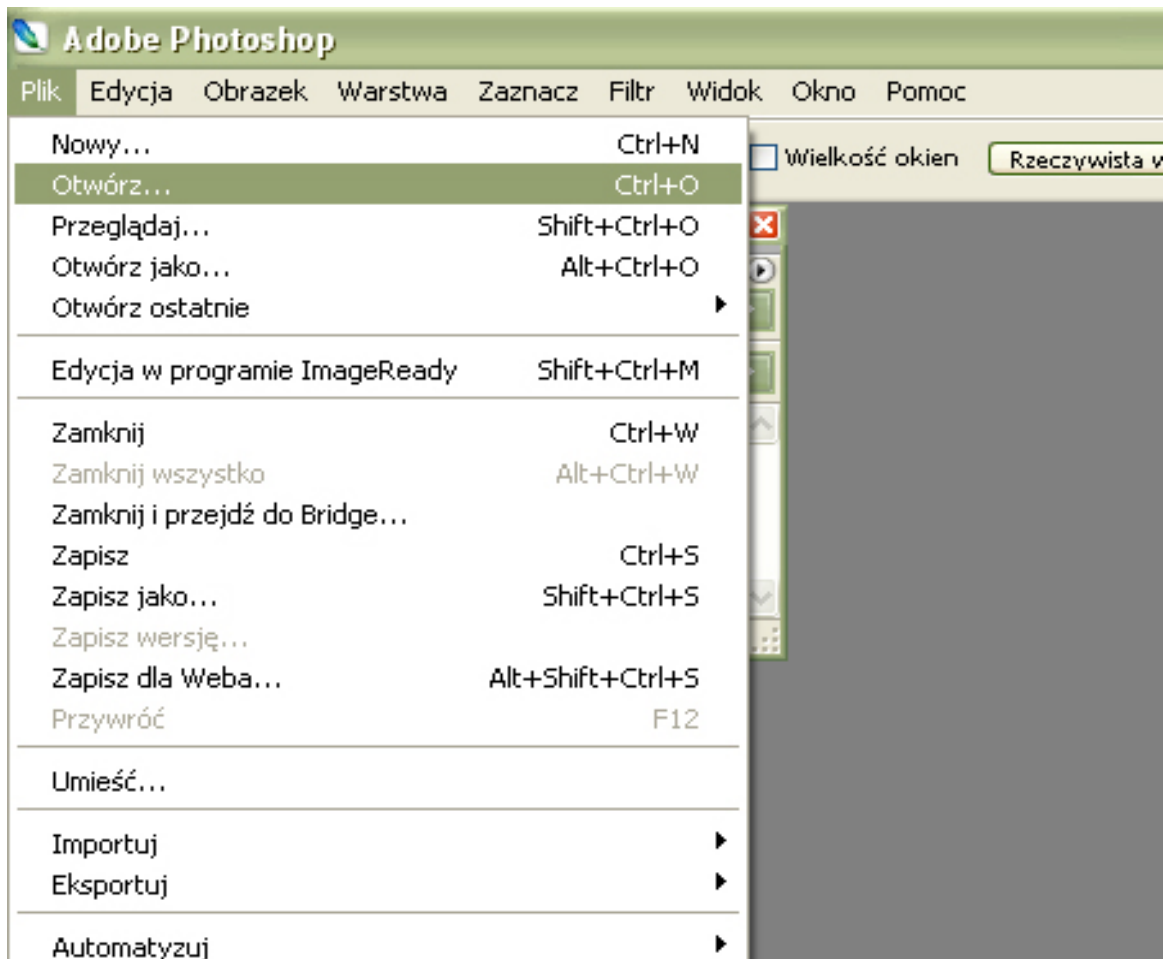 Adobe Photoshop
Plik Edycja Obrazek Warstwa Zaznacz Filtr Widok Okno Pomoc
Nowy... Ctrl+N
Wielkość okien Rzeczywista
Otwórz... Ctrl+O
Przeglądaj... Shift+Ctrl+O
Otwórz jako... Alt+Ctrl+O
Otwórz ostatnie
Edycja w programie ImageReady Shift+Ctrl+M
Zamknij Ctrl+W
Zamknij wszystko Alt+Ctrl+W
Zamknij i przejdź do Bridge...
Zapisz Ctrl+S
Zapisz jako... Shift+Ctrl+S
Zapisz wersję...
Zapisz dla Weba... Alt+Shift+Ctrl+S
Przywróć F12
Umieść...
Importuj
Eksportuj
Automatyzuj